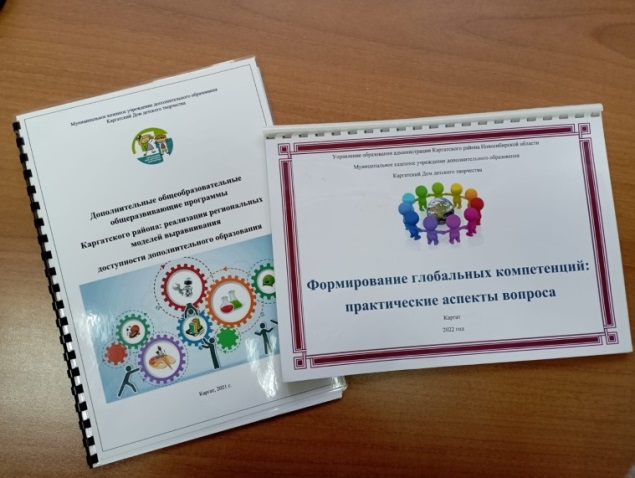 Муниципальное казенное учреждение дополнительного образования
Каргатский Дом детского творчества
Дополнительные общеобразовательные
общеразвивающие программы
Каргатского района: реализация региональных
моделей выравнивания
доступности дополнительного образования
Каргат, 2021 г.
Управление образования администрации Каргатского района Новосибирской области
Муниципальное казенное учреждение дополнительного образования
Каргатский Дом детского творчества
Формирование глобальных компетенций:
практические аспекты вопроса
Каргат
2022 год